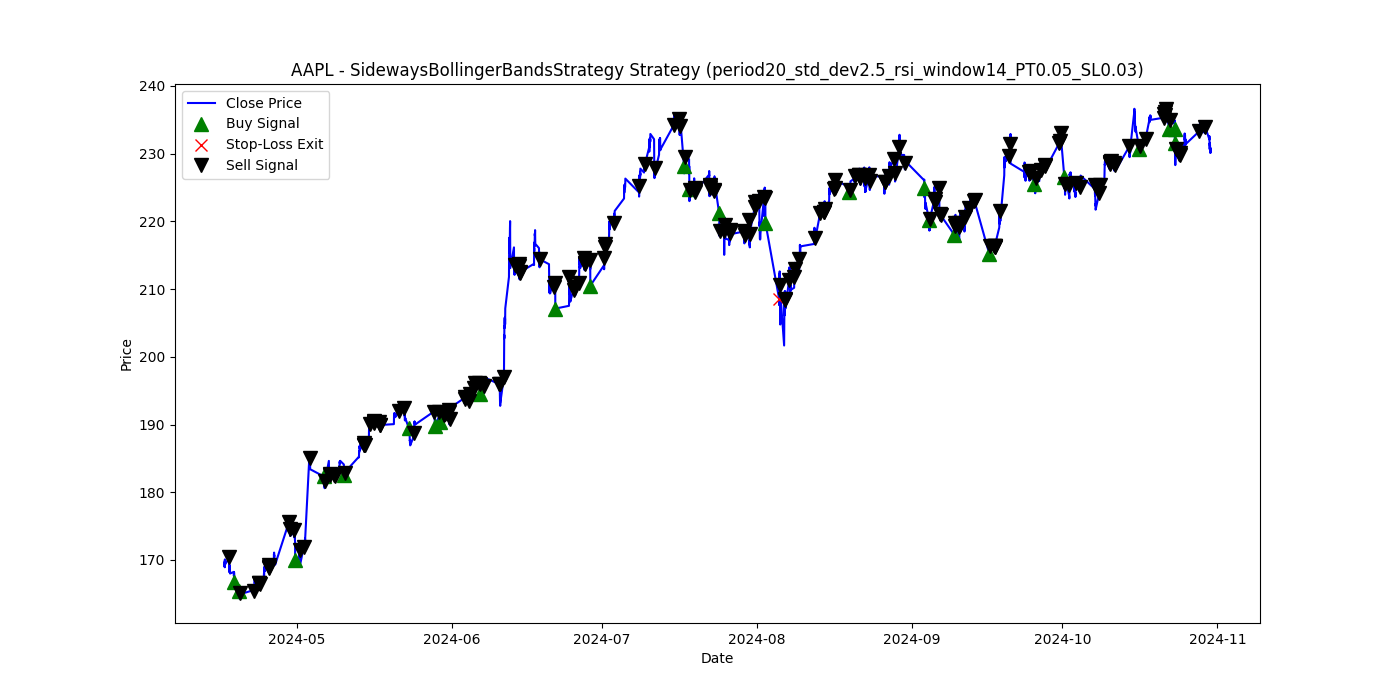 AAPL - SidewaysBollingerBandsStrategy Strategy (period20_std_dev2.5_rsi_window14_PT0.05_SL0.03)
Close Price
Buy Signal
Stop-Loss Exit
Sell Signal
240
230
220
210
200
190
180
170
Price
2024-05 2024-06 2024-07 2024-08 2024-09 2024-10 2024-11
Date